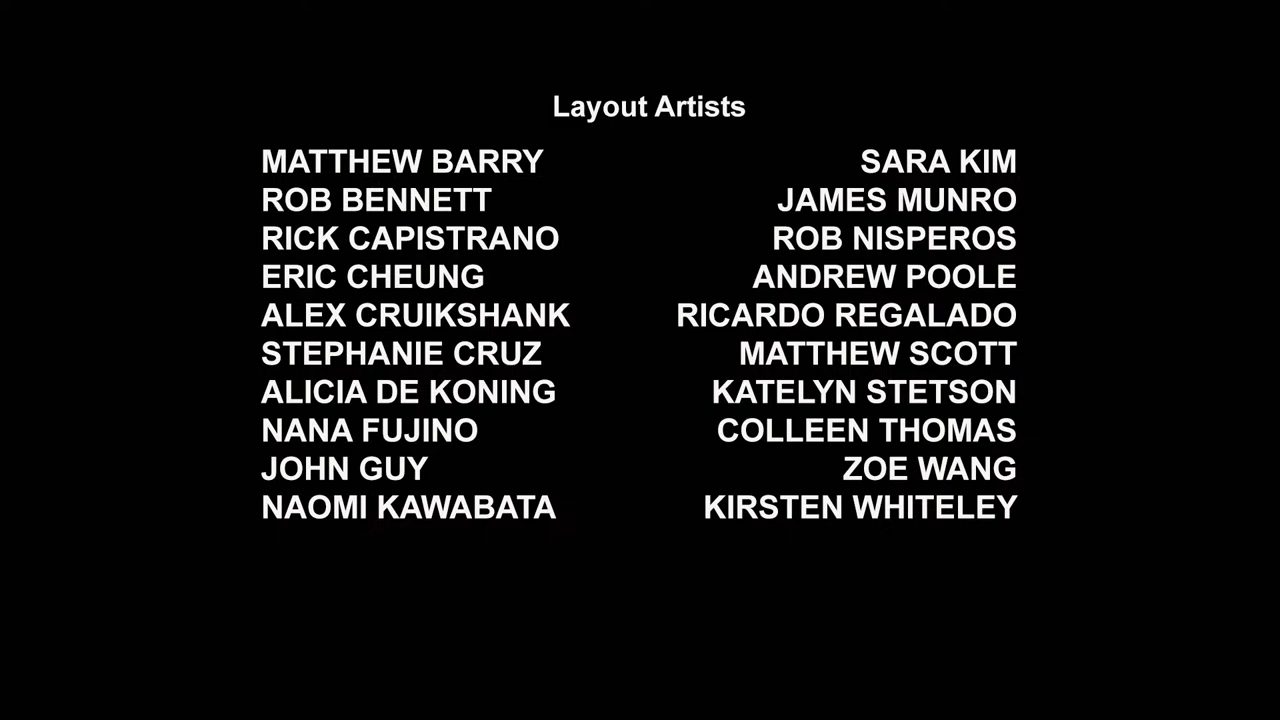 Layout Artists
MATTHEW BARRY SARA KIM
ROB BENNETT JAMES MUNRO
RICK CAPISTRANO ROB NISPEROS
ERIC CHEUNG ANDREW POOLE
ALEX CRUIKSHANK RICARDO REGALADO
STEPHANIE CRUZ MATTHEW SCOTT
ALICIA DE KONING KATELYN STETSON
NANA FUJINO COLLEEN THOMAS
JOHN GUY ZOE WANG
NAOMI KAWABATA KIRSTEN WHITELEY